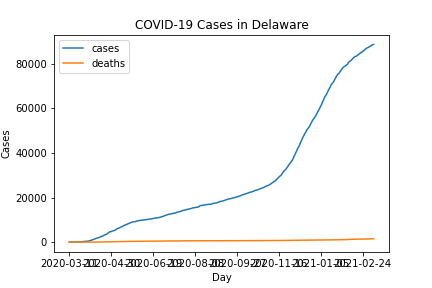 COVID-19 Cases in Delaware
cases
deaths
80000
60000
40000
20000
0
Cases
2020-03-11 2020-04-30 2020-06-19 2020-08-08 2020-09-27 2020-11-16 2021-01-05 2021-02-24
Day